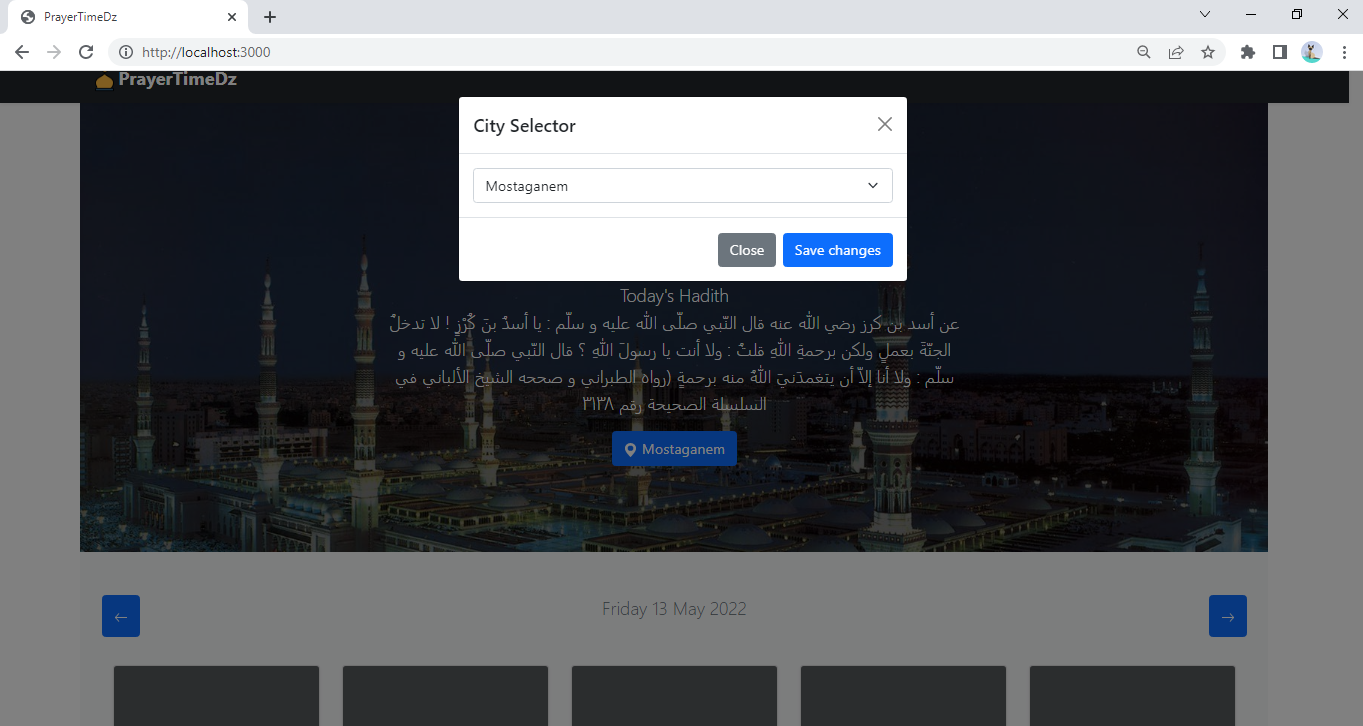 PrayerTimeDz
http://localhost:3000
PrayerTimeDz
City Selector
Mostaganem
Close
Save changes
Today's Hadith
عن أسد بن كرز رضي الله عنه قال النّبي صلّى الله عليه و سلّم : يا أسدُ بنَ كُرْزٍ ! لا تدخلُ
الجنّةَ بعملٍ ولكن برحمةِ اللهِ قلتُ : ولا أنت يا رسولَ اللهِ ؟ قال النّبي صلّى الله عليه و
سلّم : ولا أنا إلاّ أن يتغمدَنيَ اللهُ منه برحمةٍ (رواه الطبراني و صححه الشيخ الألباني في
السلسلة الصحيحة رقم ٣١٣٨
Mostaganem
Friday 13 May 2022